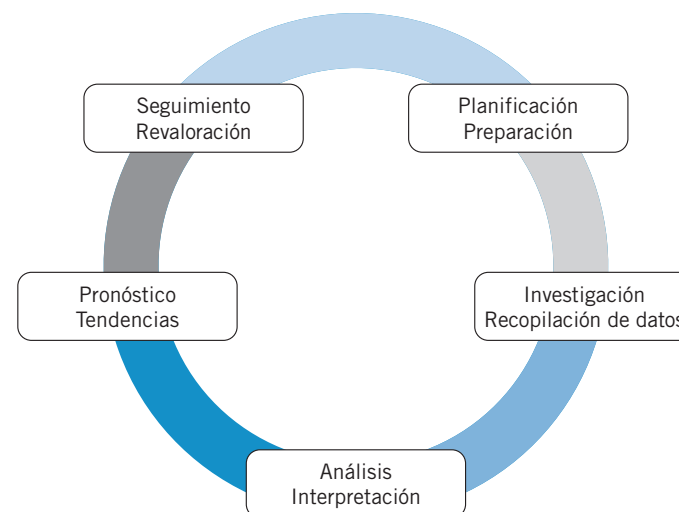 Seguimiento
Revaloración
Planificación
Preparación
Pronóstico
Tendencias
Investigación
Recopilación de datos
Análisis
Interpretación